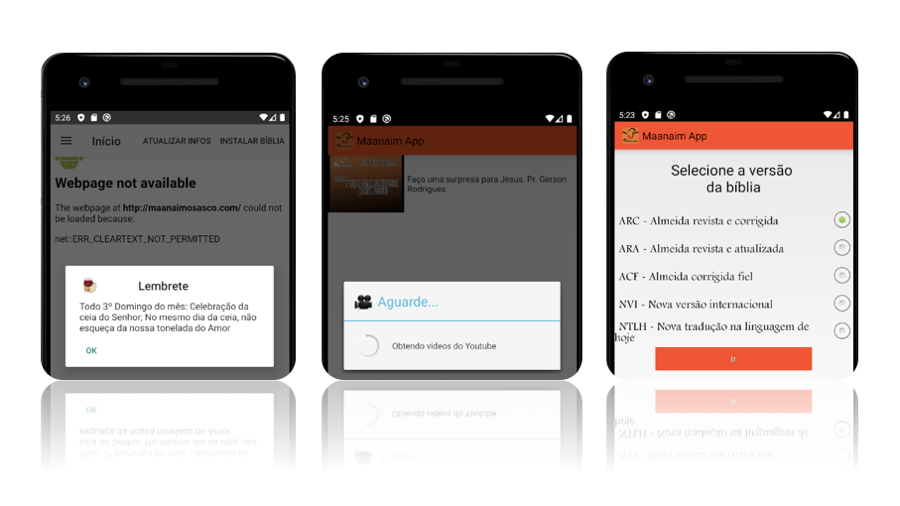 5:26
Início ATUALIZAR INFOS INSTALAR BÍBLIA
Webpage not available
The webpage at http://maanaimosasco.com/ could not
be loaded because:
net::ERR_CLEARTEXT_NOT_PERMITTED
Lembrete
Todo 3º Domingo do mês: Celebração da
ceia do Senhor; No mesmo dia da ceia, não
esqueça da nossa tonelada do Amor
OK
5:25
Maanaim App
Faça uma surpresa para Jesus. Pr. Gerson
Rodrigues
Aguarde...
Obtendo vídeos do Youtube
5:23
Maanaim App
Selecione a versão
da bíblia
ARC - Almeida revista e corrigida
ARA - Almeida revista e atualizada
ACF - Almeida corrigida fiel
NVI - Nova versão internacional
NTLH - Nova tradução na linguagem de
hoje
Ir